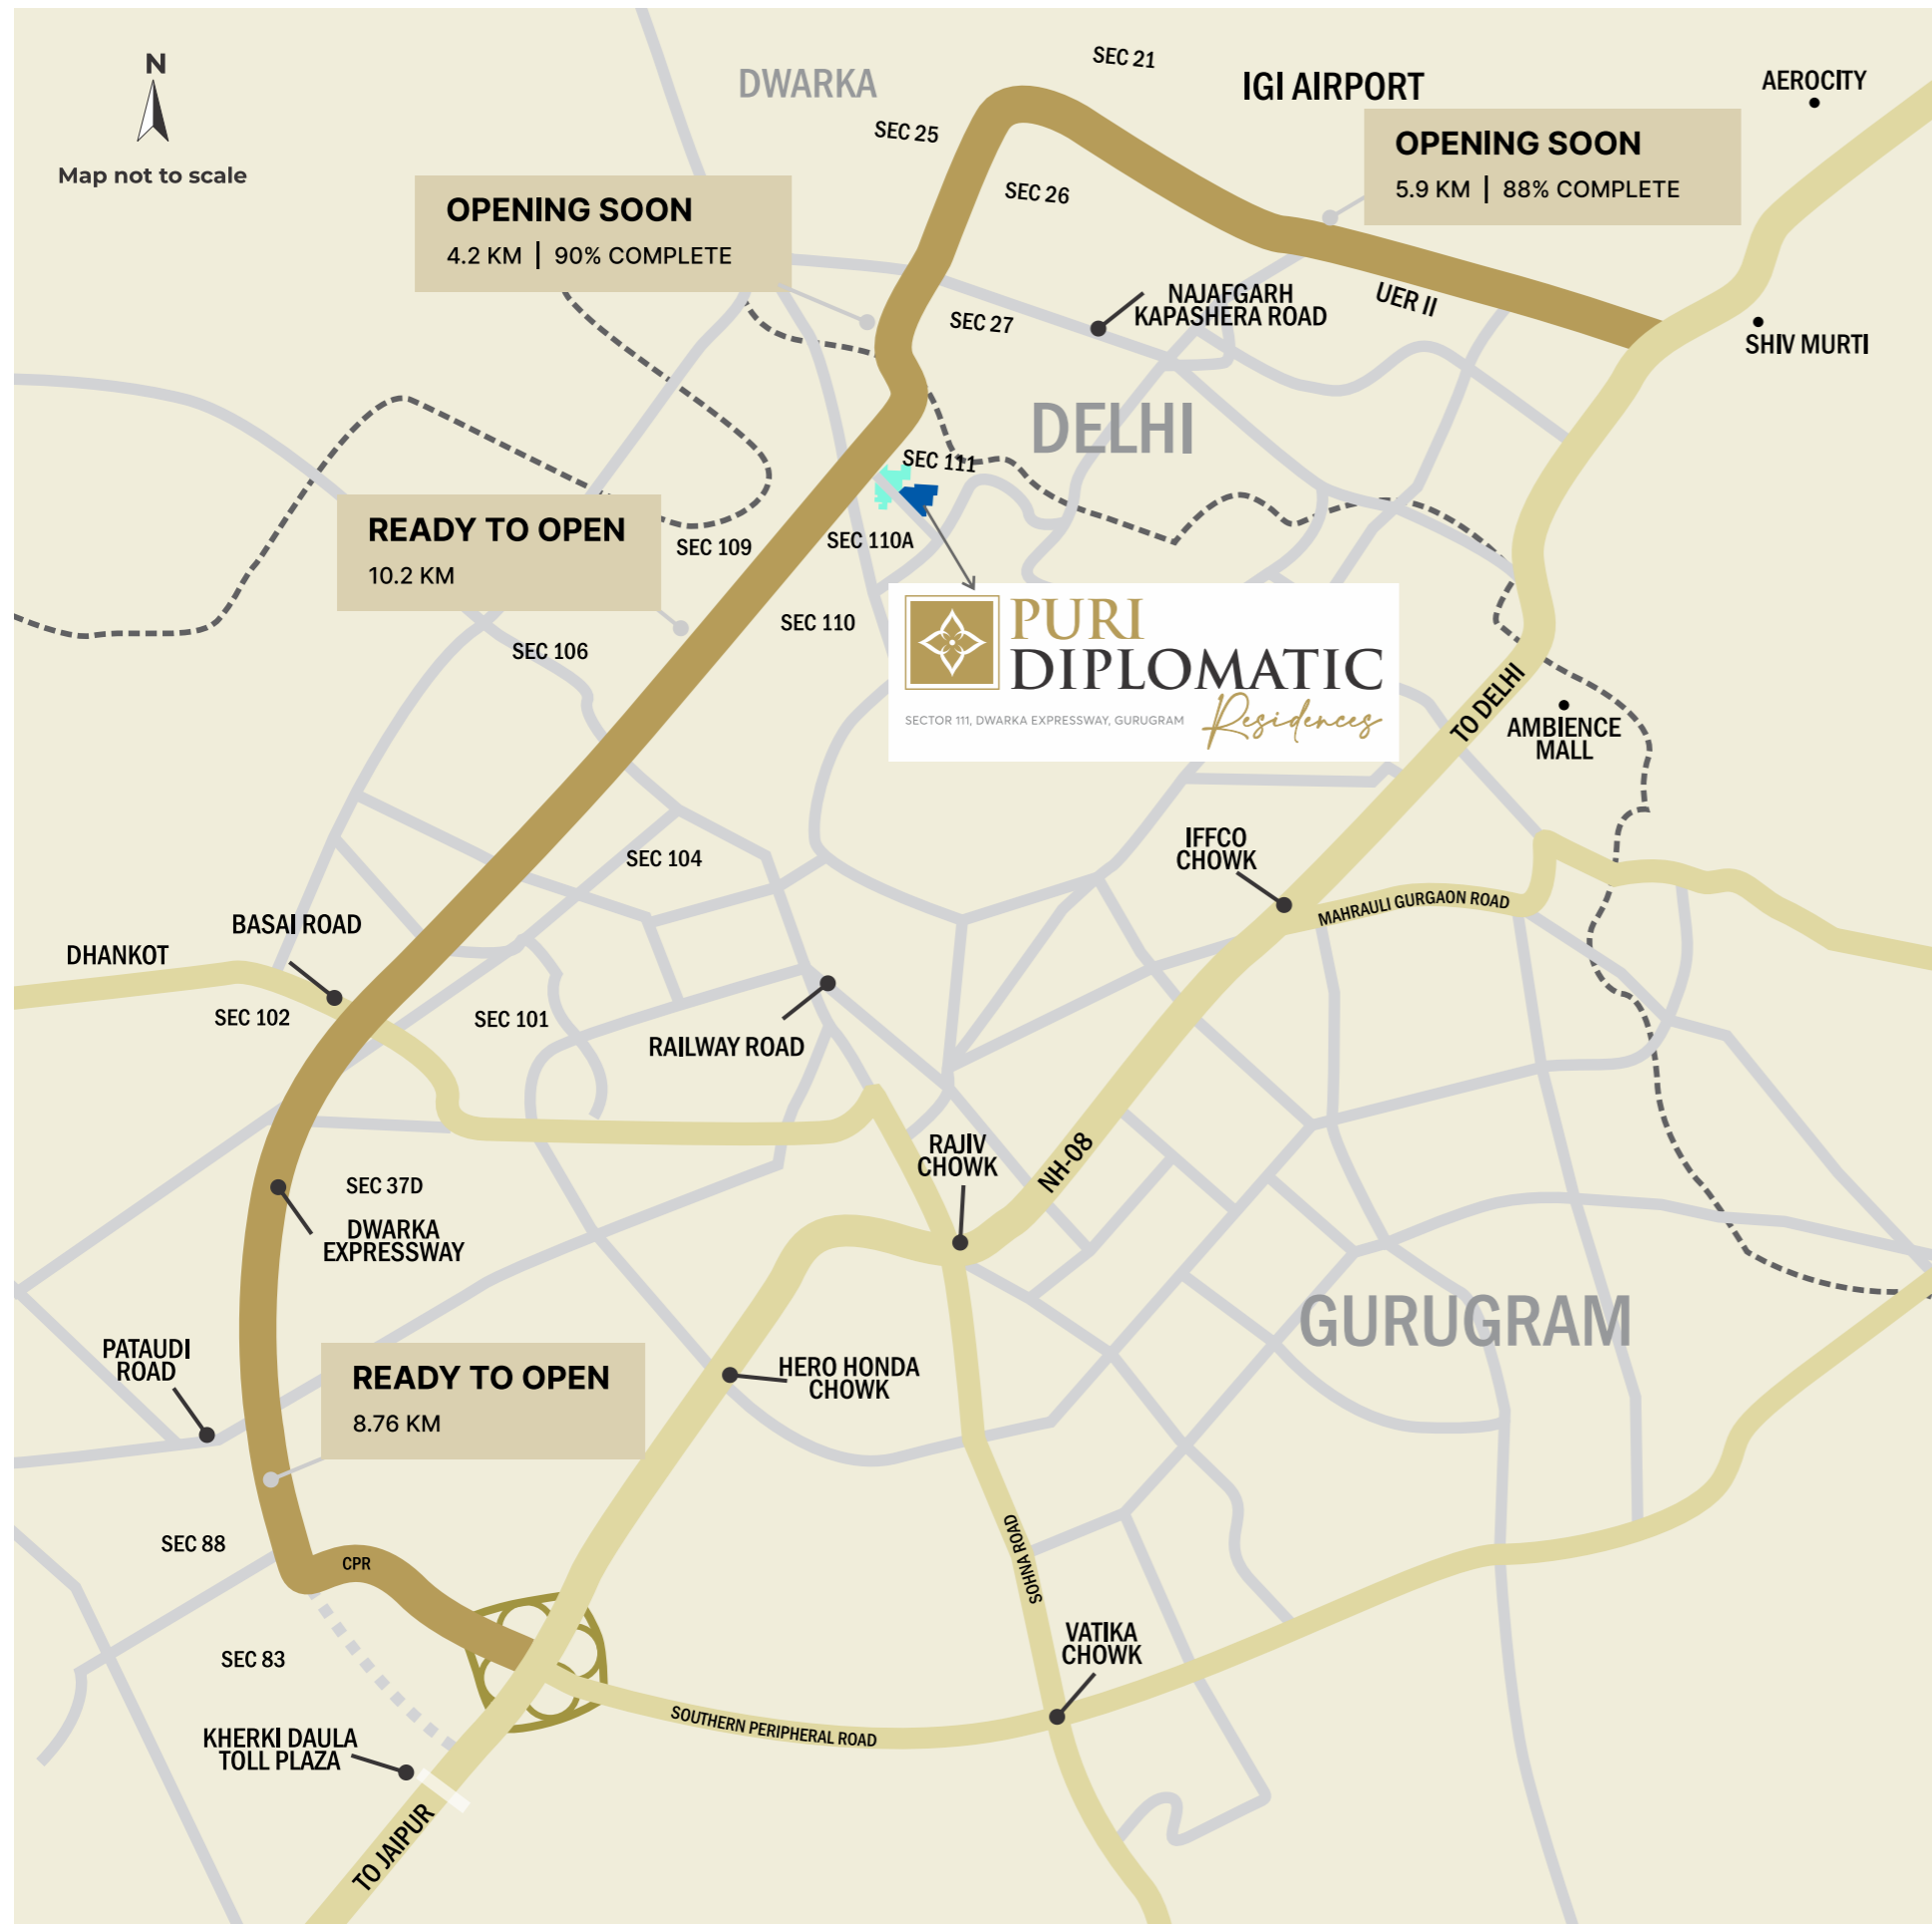 N
Map not to scale
DWARKA
SEC 21
IGI AIRPORT
AEROCITY
SEC 25
OPENING SOON
5.9 KM | 88% COMPLETE
OPENING SOON
4.2 KM | 90% COMPLETE
SEC 26
NAJAFGARH
KAPASHERA ROAD
UER II
SEC 27
SHIV MURTI
DELHI
SEC 111
READY TO OPEN
10.2 KM
SEC 109
SEC 110A
SEC 110
SEC 106
PURI
DIPLOMATIC
Residences
SECTOR 111, DWARKA EXPRESSWAY, GURUGRAM
TO DELHI
AMBIENCE
MALL
IFFCO
CHOWK
SEC 104
MAHRAULI GURGAON ROAD
BASAI ROAD
DHANKOT
SEC 102
SEC 101
RAILWAY ROAD
RAJIV
CHOWK
NH-08
SEC 37D
DWARKA
EXPRESSWAY
GURUGRAM
PATAUDI
ROAD
READY TO OPEN
8.76 KM
HERO HONDA
CHOWK
SEC 88
CPR
SOHNA ROAD
SEC 83
VATIKA
CHOWK
SOUTHERN PERIPHERAL ROAD
KHERKI DAULA
TOLL PLAZA
TO JAIPUR